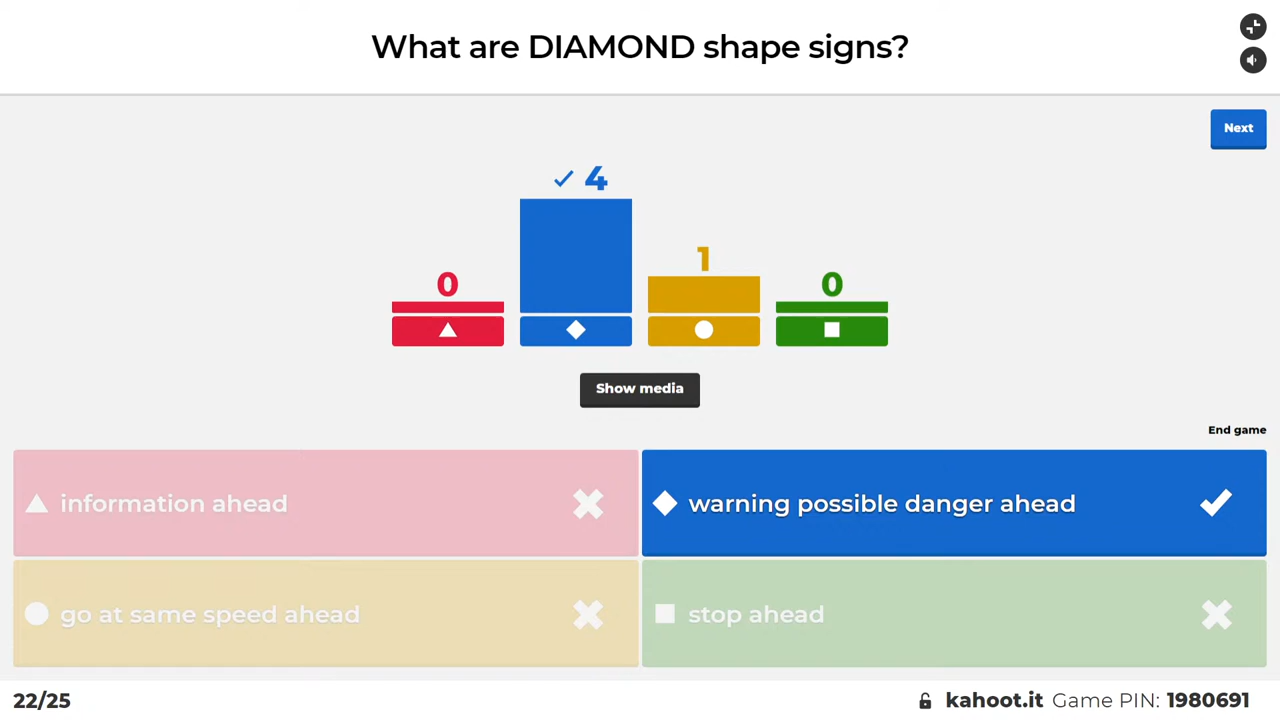 What are DIAMOND shape signs?
Next
4
1
0
0
Show media
End game
information ahead
warning possible danger ahead
go at same speed ahead
stop ahead
22/25
kahoot.it Game PIN: 1980691